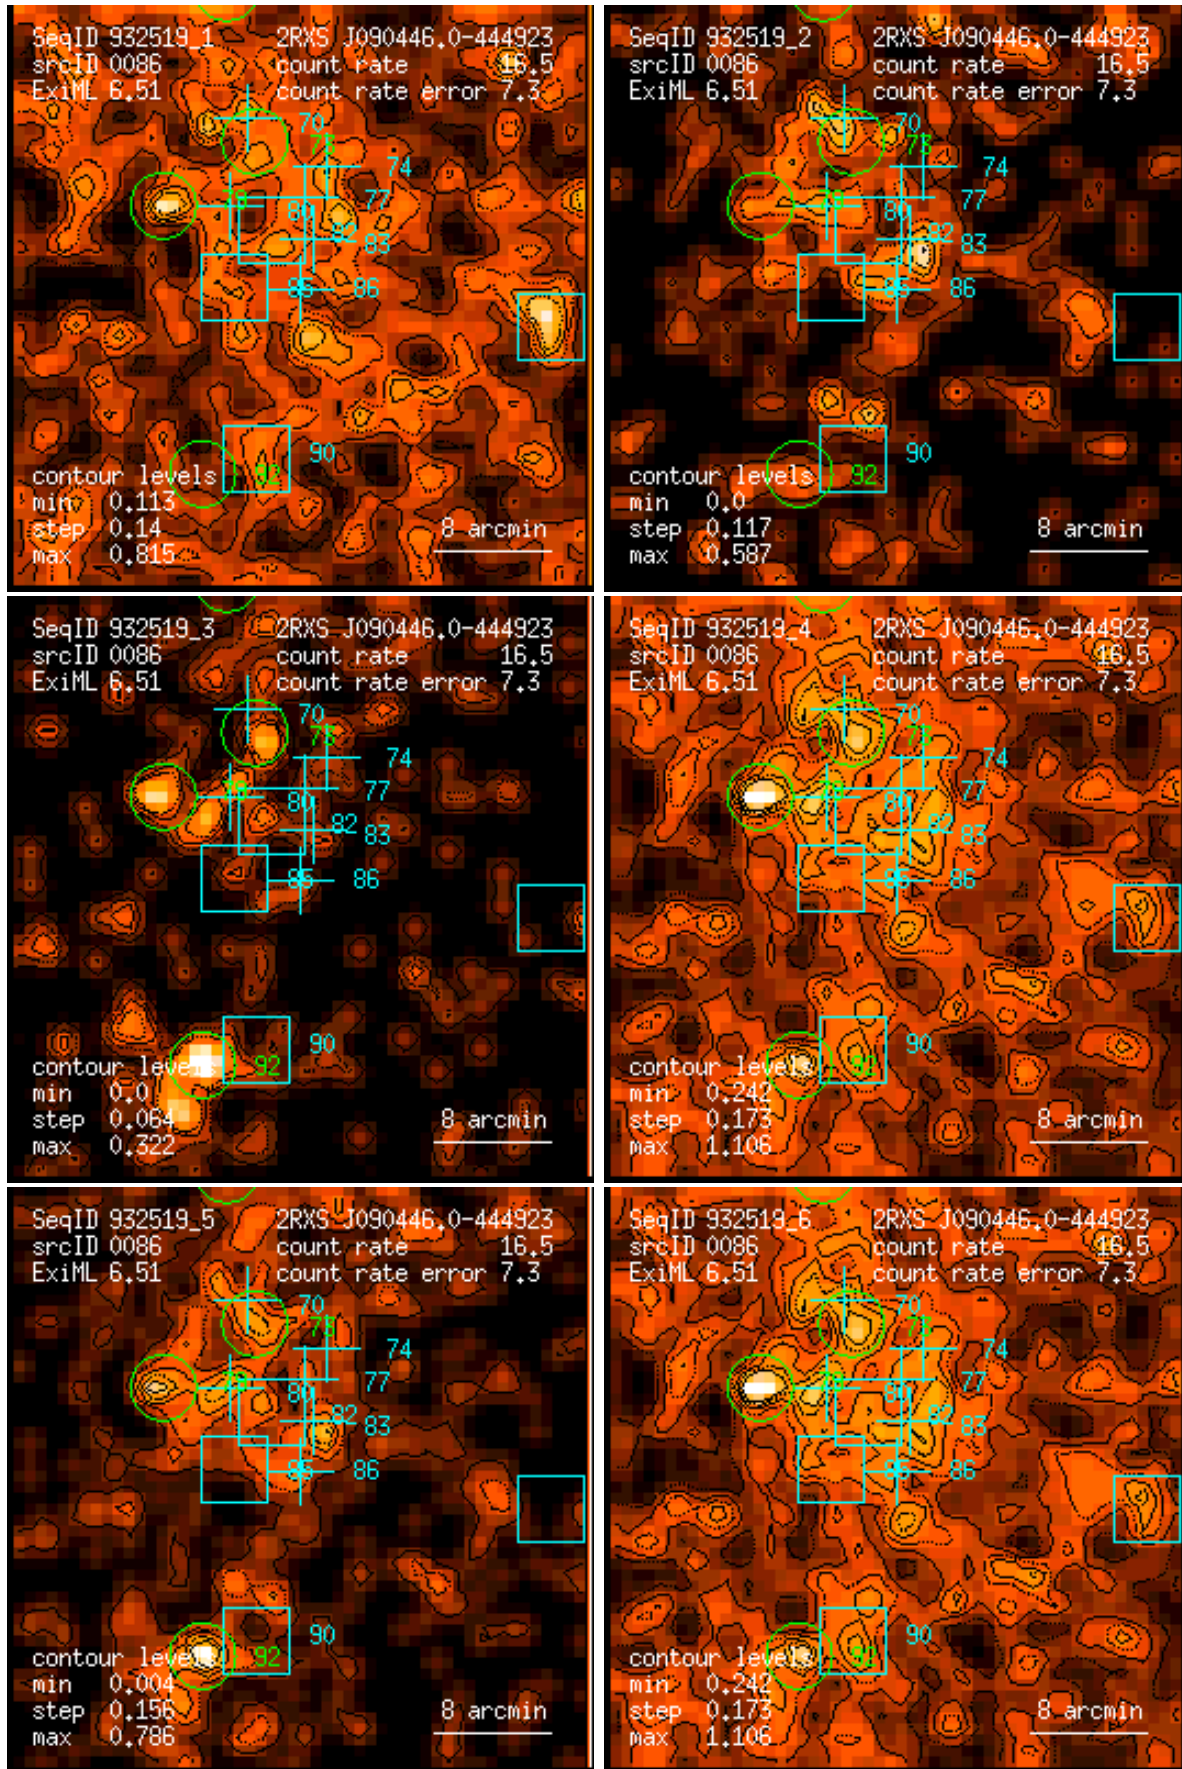 SeqID 932519_1 2RXS J090446.0-444923
srcID 0086 count rate 16.5
ExiML 6.51 count rate error 7.3
70
73
74
77
79
80
82 83
85 86
90
92
contour levels
min 0.113
step 0.14
max 0.815
8 arcmin
SeqID 932519_2 2RXS J090446.0-444923
srcID 0086 count rate 16.5
ExiML 6.51 count rate error 7.3
70
73
74
77
79
80
82 83
85 86
90
92
contour levels
min 0.0
step 0.117
max 0.587
8 arcmin
SeqID 932519_3 2RXS J090446.0-444923
srcID 0086 count rate 16.5
ExiML 6.51 count rate error 7.3
70
73
74
77
79
80
82 83
85 86
90
92
contour levels
min 0.0
step 0.064
max 0.322
8 arcmin
SeqID 932519_4 2RXS J090446.0-444923
srcID 0086 count rate 16.5
ExiML 6.51 count rate error 7.3
70
73
74
77
79
80
82 83
85 86
90
92
contour levels
min 0.242
step 0.173
max 1.106
8 arcmin
SeqID 932519_5 2RXS J090446.0-444923
srcID 0086 count rate 16.5
ExiML 6.51 count rate error 7.3
70
73
74
77
79
80
82 83
85 86
90
92
contour levels
min 0.004
step 0.156
max 0.786
8 arcmin
SeqID 932519_6 2RXS J090446.0-444923
srcID 0086 count rate 16.5
ExiML 6.51 count rate error 7.3
70
73
74
77
79
80
82 83
85 86
90
92
contour levels
min 0.242
step 0.173
max 1.106
8 arcmin